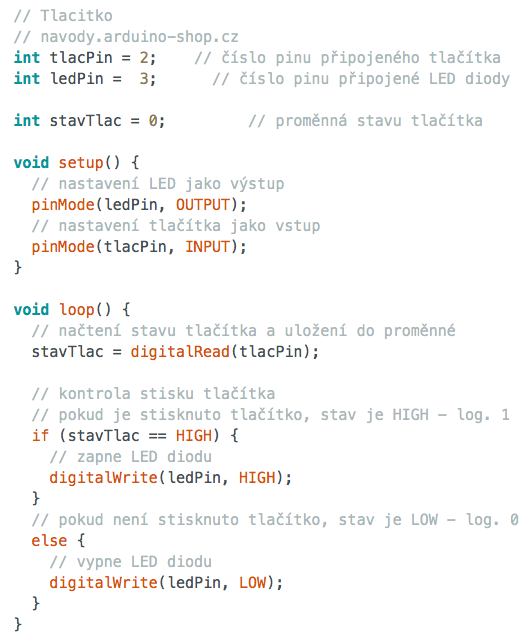 // Tlacitko
// navody.arduino-shop.cz
int tlacPin = 2;    // číslo pinu připojeného tlačítka
int ledPin =  3;      // číslo pinu připojené LED diody

int stavTlac = 0;         // proměnná stavu tlačítka

void setup() {
  // nastavení LED jako výstup
  pinMode(ledPin, OUTPUT);
  // nastavení tlačítka jako vstup
  pinMode(tlacPin, INPUT);
}

void loop() {
  // načtení stavu tlačítka a uložení do proměnné
  stavTlac = digitalRead(tlacPin);

  // kontrola stisku tlačítka
  // pokud je stisknuto tlačítko, stav je HIGH - log. 1
  if (stavTlac == HIGH) {
    // zapne LED diodu
    digitalWrite(ledPin, HIGH);
  }
  // pokud není stisknuto tlačítko, stav je LOW - log. 0
  else {
    // vypne LED diodu
    digitalWrite(ledPin, LOW);
  }
}